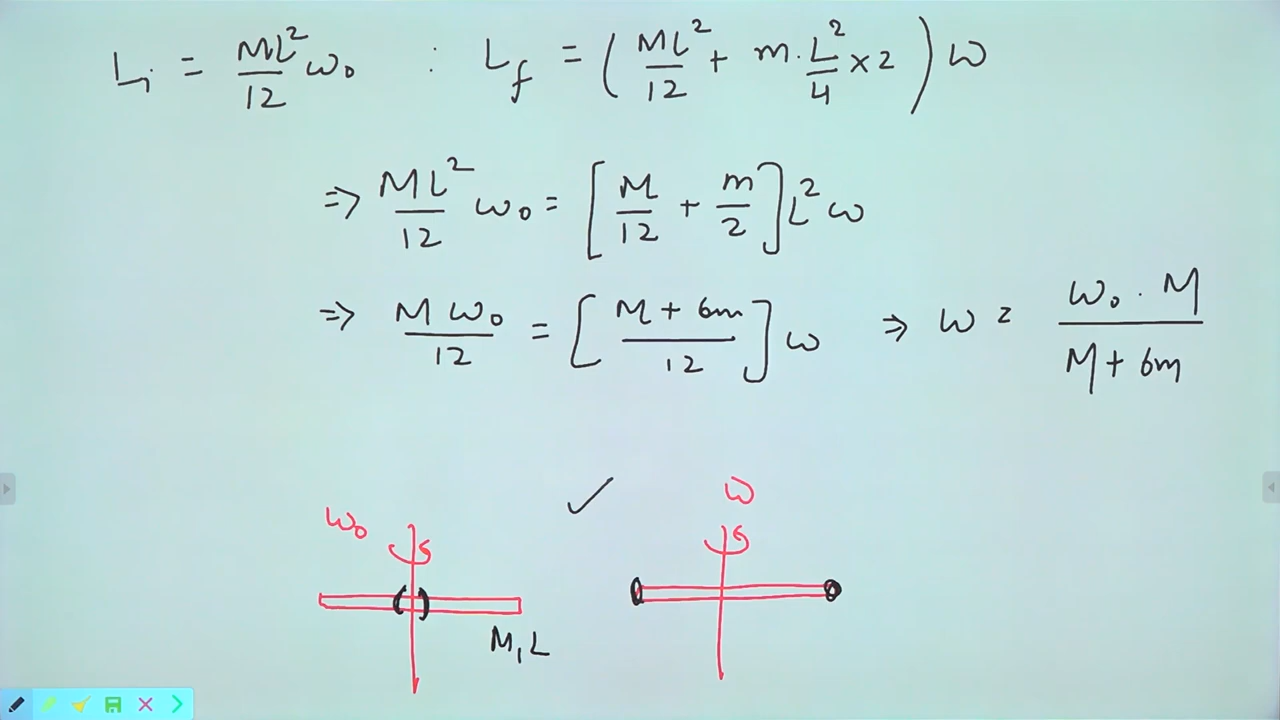 Li = ML²/12 ω₀ : Lf = (ML²/12 + m·L²/4 × 2) ω
⇒ ML²/12 ω₀ = [M/12 + m/2] L² ω
⇒ Mω₀/12 = [M + 6m/12] ω ⇒ ω = ω₀·M/M + 6m
ω₀
ω
M, L